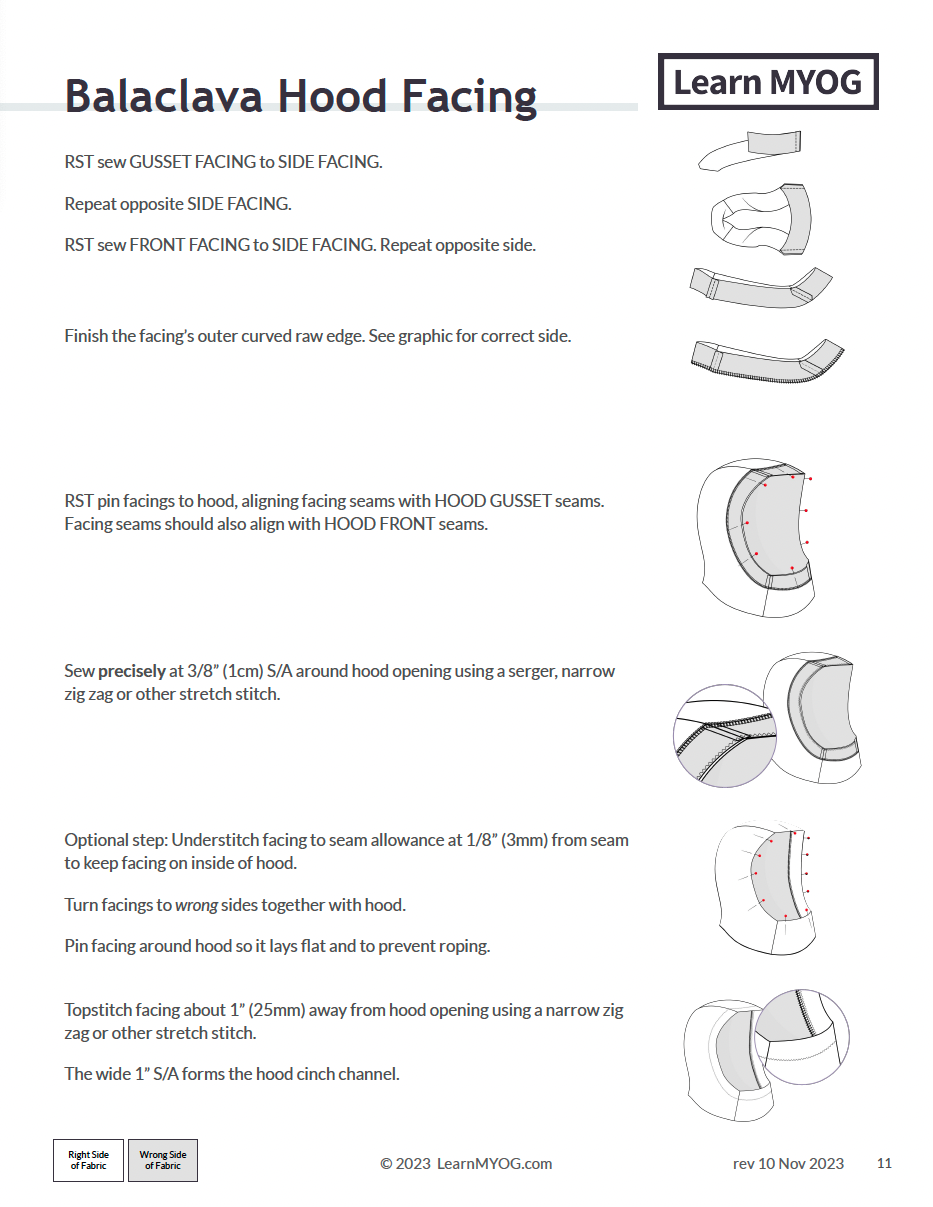 Balaclava Hood Facing
Learn MYOG
RST sew GUSSET FACING to SIDE FACING.
Repeat opposite SIDE FACING.
RST sew FRONT FACING to SIDE FACING. Repeat opposite side.
Finish the facing's outer curved raw edge. See graphic for correct side.
RST pin facings to hood, aligning facing seams with HOOD GUSSET seams.
Facing seams should also align with HOOD FRONT seams.
Sew precisely at 3/8” (1cm) S/A around hood opening using a serger, narrow
zig zag or other stretch stitch.
Optional step: Understitch facing to seam allowance at 1/8” (3mm) from seam
to keep facing on inside of hood.
Turn facings to wrong sides together with hood.
Pin facing around hood so it lays flat and to prevent roping.
Topstitch facing about 1” (25mm) away from hood opening using a narrow zig
zag or other stretch stitch.
The wide 1” S/A forms the hood cinch channel.
Right Side
of Fabric
Wrong Side
of Fabric
© 2023 LearnMYOG.com
rev 10 Nov 2023
11